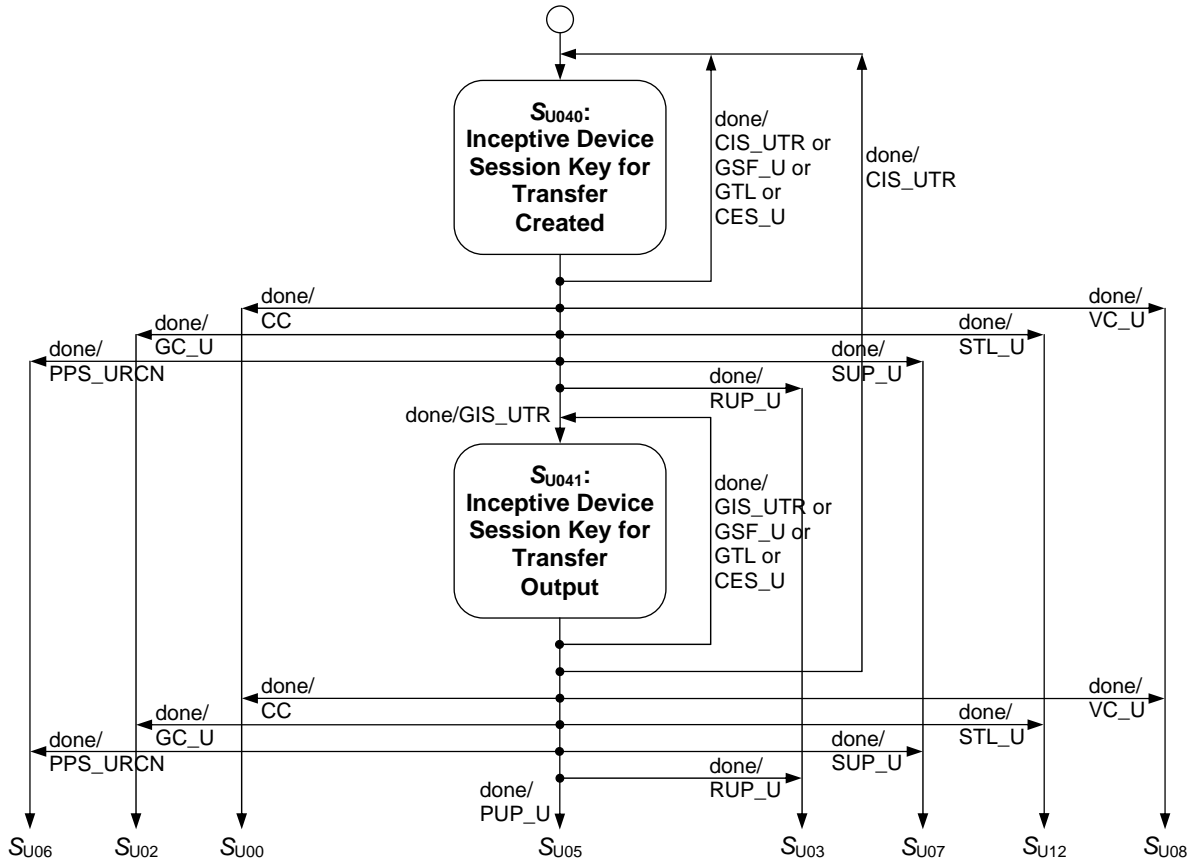 SU040:
Inceptive Device
Session Key for
Transfer
Created
done/
CIS_UTR or
GSF_U or
GTL or
CES_U
done/
CIS_UTR
done/
CC
done/
VC_U
done/
GC_U
done/
STL_U
done/
PPS_URCN
done/
SUP_U
done/
RUP_U
done/GIS_UTR
SU041:
Inceptive Device
Session Key for
Transfer
Output
done/
GIS_UTR or
GSF_U or
GTL or
CES_U
done/
CC
done/
VC_U
done/
GC_U
done/
STL_U
done/
PPS_URCN
done/
SUP_U
done/
RUP_U
done/
PUP_U
SU06 SU02 SU00 SU05 SU03 SU07 SU12 SU08